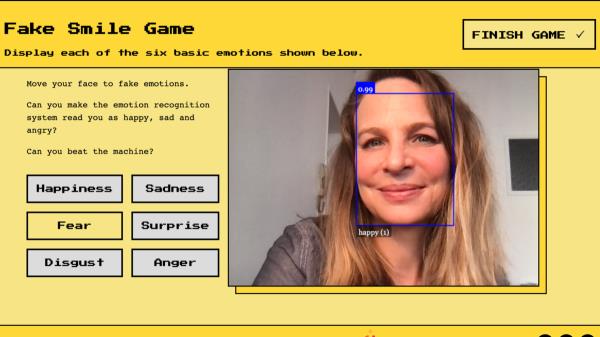 Fake Smile Game
Display each of the six basic emotions shown below.
FINISH GAME ✓
Move your face to fake emotions.
Can you make the emotion recognition
system read you as happy, sad and
angry?
Can you beat the machine?
Happiness
Sadness
Fear
Surprise
Disgust
Anger
0.99
happy (1)